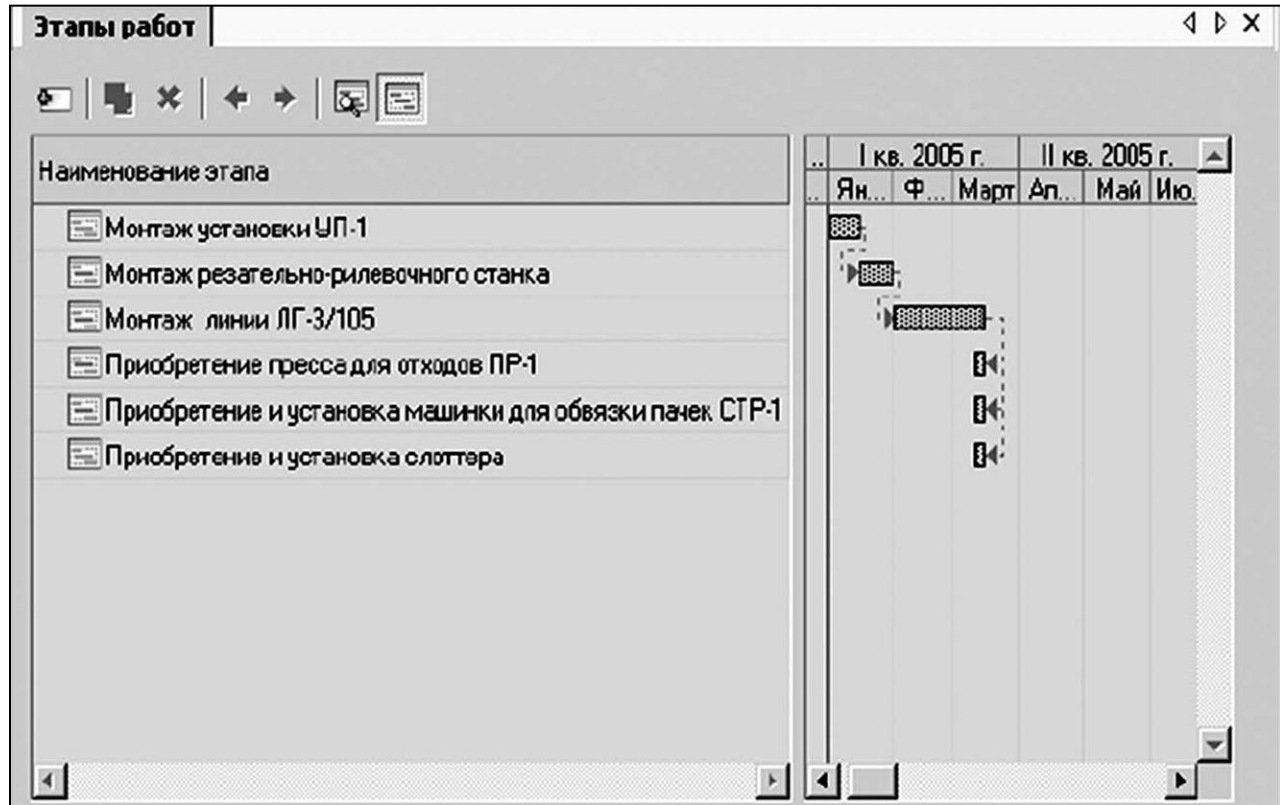 Этапы работ
Наименование этапа
.. I кв. 2005 г. II кв. 2005 г.
.. Ян... Ф... Март Ап... Май Ию.
Монтаж установки УП-1
Монтаж резательно-рилевочного станка
Монтаж линии ЛГ-3/105
Приобретение пресса для отходов ПР-1
Приобретение и установка машинки для обвязки пачек СТР-1
Приобретение и установка слоттера